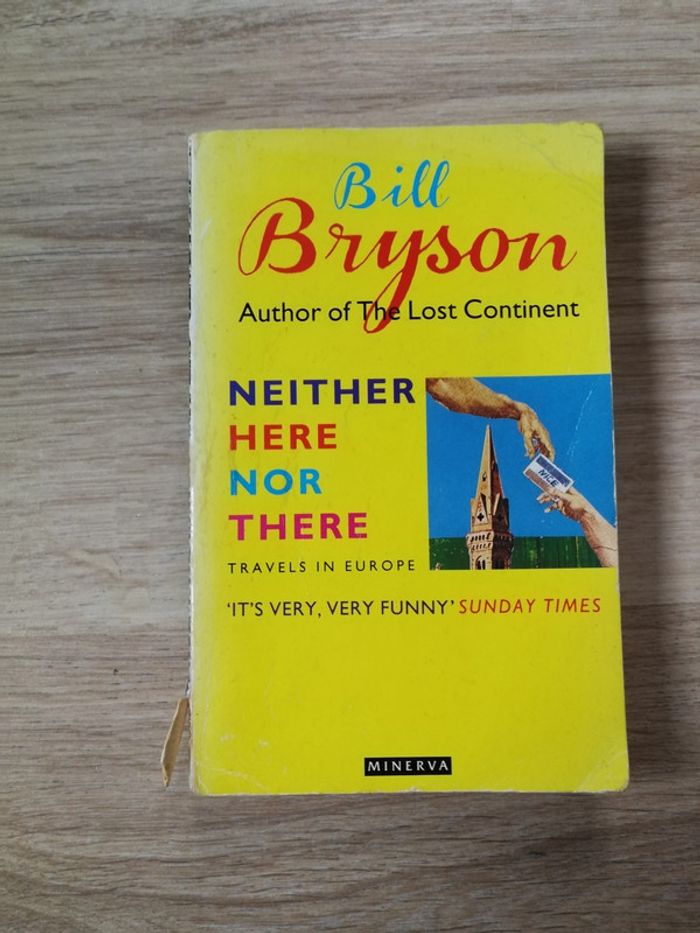 Bill
Bryson
Author of The Lost Continent
NEITHER
HERE
NOR
THERE
NICE
TRAVELS IN EUROPE
‘IT'S VERY, VERY FUNNY’ SUNDAY TIMES
MINERVA